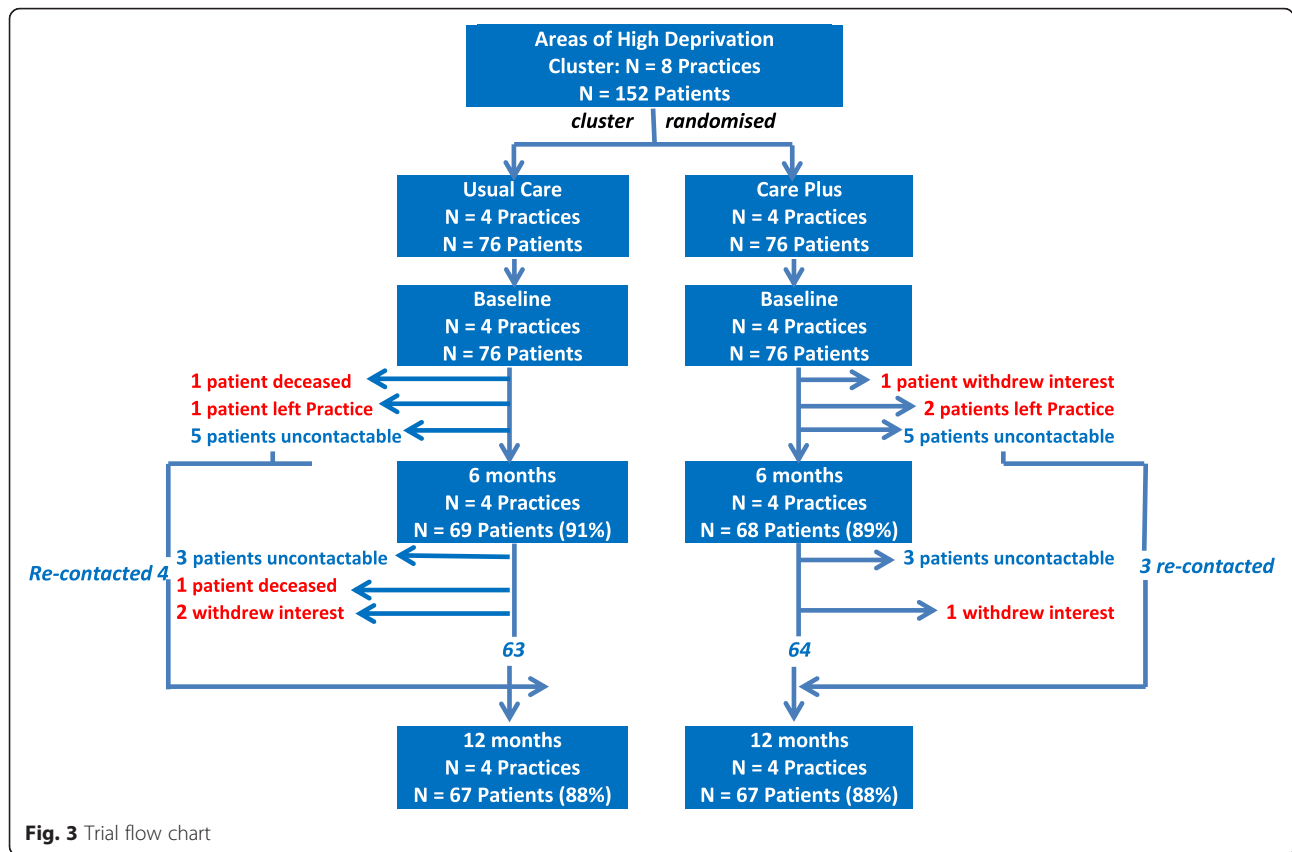 Areas of High Deprivation
Cluster: N = 8 Practices
N = 152 Patients
cluster randomised
Usual Care
N = 4 Practices
N = 76 Patients
Care Plus
N = 4 Practices
N = 76 Patients
Baseline
N = 4 Practices
N = 76 Patients
Baseline
N = 4 Practices
N = 76 Patients
1 patient deceased
1 patient left Practice
5 patients uncontactable
1 patient withdrew interest
2 patients left Practice
5 patients uncontactable
6 months
N = 4 Practices
N = 69 Patients (91%)
6 months
N = 4 Practices
N = 68 Patients (89%)
Re-contacted 4
3 patients uncontactable
1 patient deceased
2 withdrew interest
3 patients uncontactable
1 withdrew interest
3 re-contacted
63
64
12 months
N = 4 Practices
N = 67 Patients (88%)
12 months
N = 4 Practices
N = 67 Patients (88%)
Fig. 3 Trial flow chart